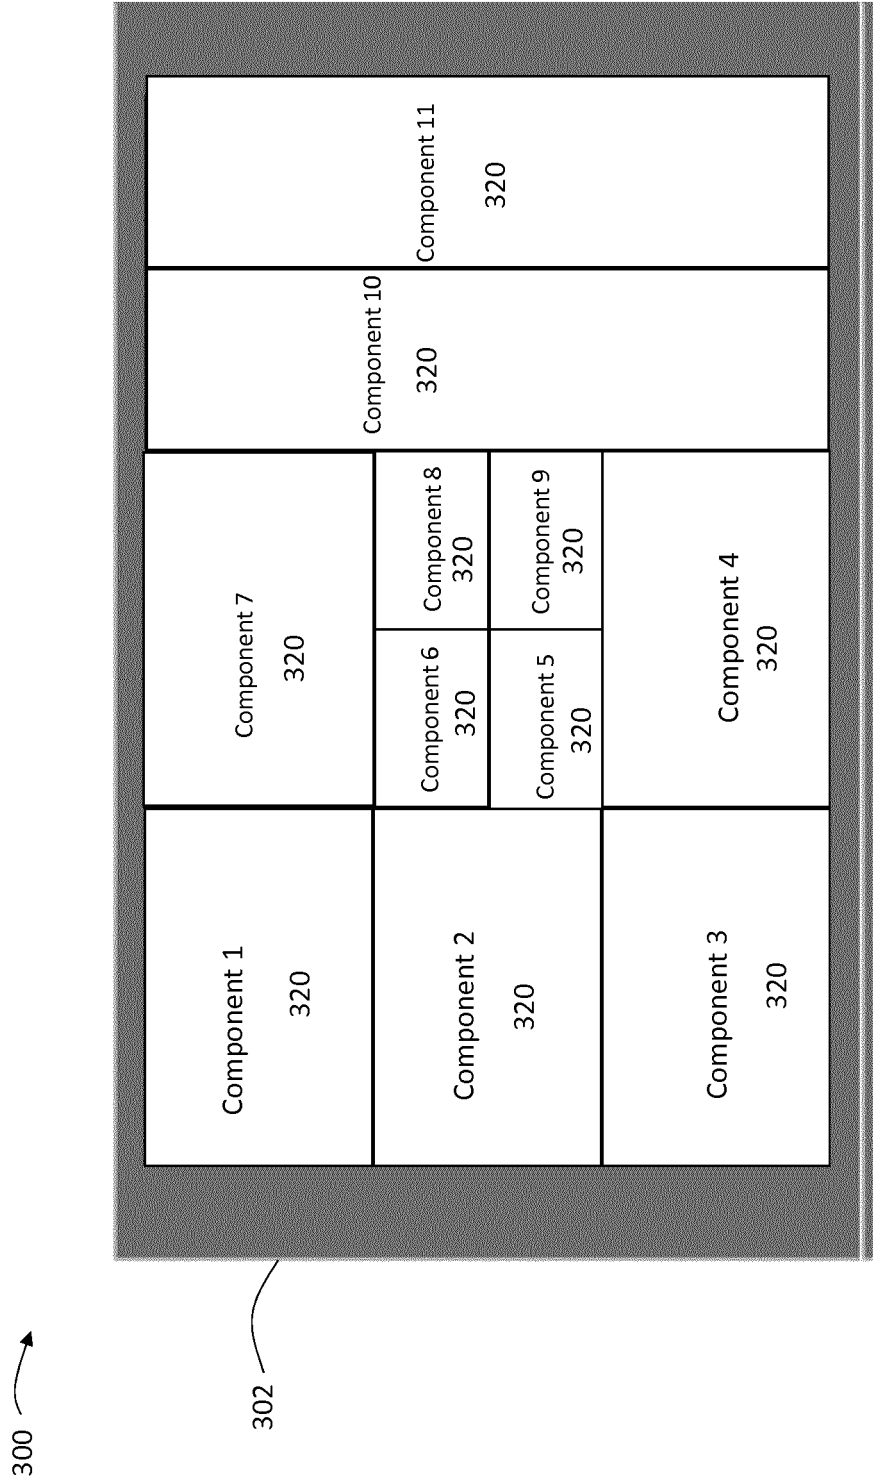 300
302
Component 1
320
Component 2
320
Component 3
320
Component 7
320
Component 6
320
Component 5
320
Component 8
320
Component 9
320
Component 4
320
Component 10
320
Component 11
320